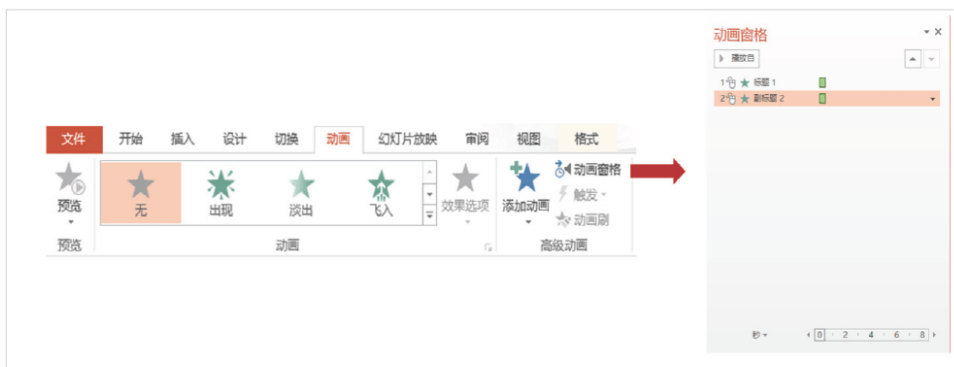 动画窗格
播放自
1 标题 1
2 副标题 2
文件 开始 插入 设计 切换 动画 幻灯片放映 审阅 视图 格式
预览 无 出现 淡出 飞入 效果选项 添加动画 动画窗格
触发
动画刷
预览 动画 高级动画
秒 0 2 4 6 8